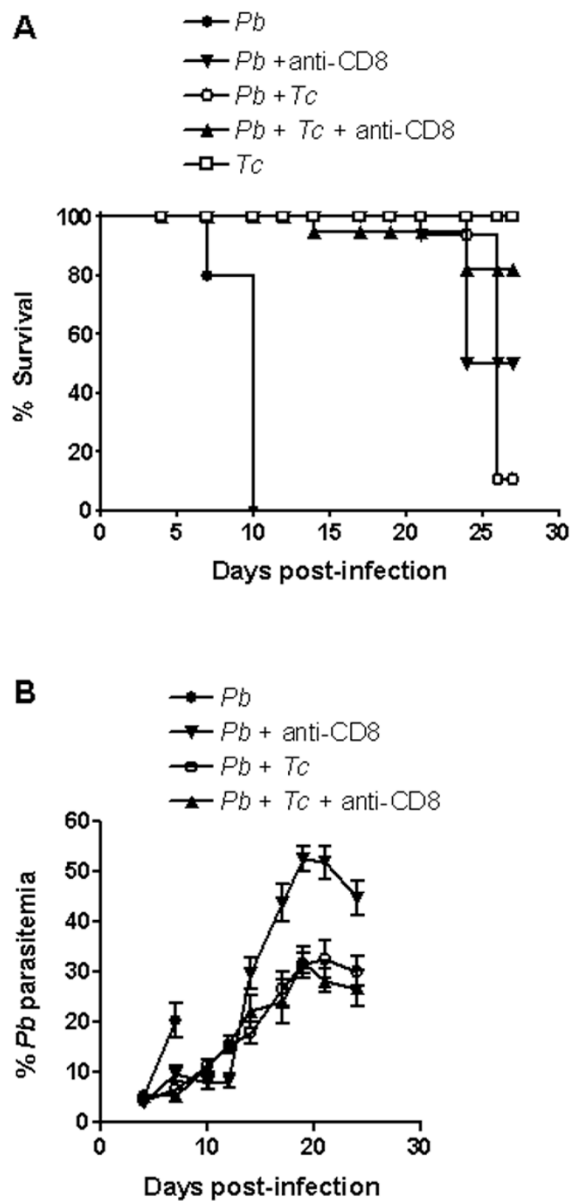 A
Pb
Pb +anti-CD8
Pb + Tc
Pb + Tc + anti-CD8
Tc
100
80
60
40
20
0
% Survival
0 5 10 15 20 25 30
Days post-infection
B
Pb
Pb + anti-CD8
Pb + Tc
Pb + Tc + anti-CD8
60
50
40
30
20
10
0
% Pb parasitemia
0 10 20 30
Days post-infection